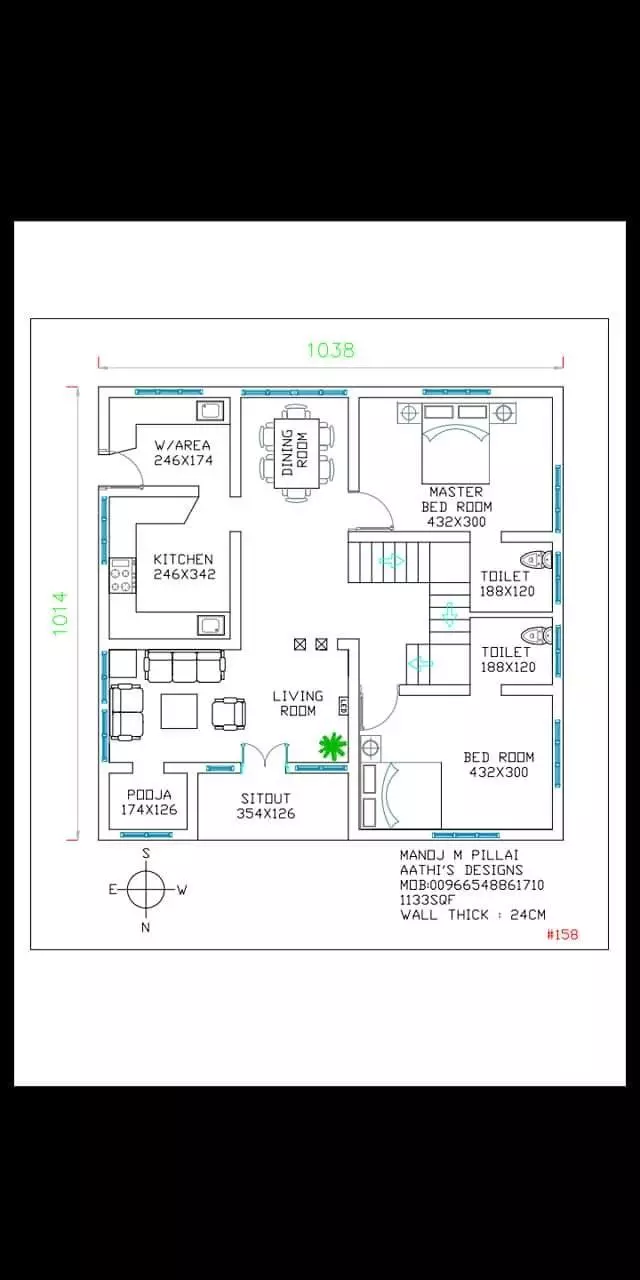 1038
1014
W/AREA
246X174
DINING
ROOM
MASTER
BED ROOM
432X300
KITCHEN
246X342
TOILET
188X120
TOILET
188X120
LIVING
ROOM
LED
BED ROOM
432X300
POOJA
174X126
SITOUT
354X126
S
E
W
N
MANOJ M PILLAI
AATHI'S DESIGNS
MOB:00966548861710
1133SQF
WALL THICK : 24CM
#158